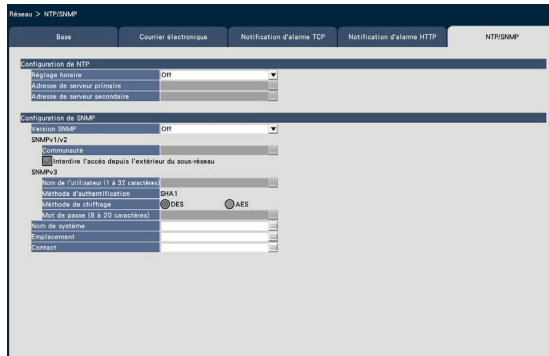 Réseau > NTP/SNMP
Base Courrier électronique Notification d'alarme TCP Notification d'alarme HTTP NTP/SNMP
Configuration de NTP
Réglage horaire Off
Adresse de serveur primaire
Adresse de serveur secondaire
Configuration de SNMP
Version SNMP Off
SNMPv1/v2
Communauté
Interdire l'accès depuis l'extérieur du sous-réseau
SNMPv3
Nom de l'utilisateur (1 à 32 caractères)
Méthode d'authentification SHA1
Méthode de chiffrage DES AES
Mot de passe (8 à 20 caractères)
Nom de système
Emplacement
Contact